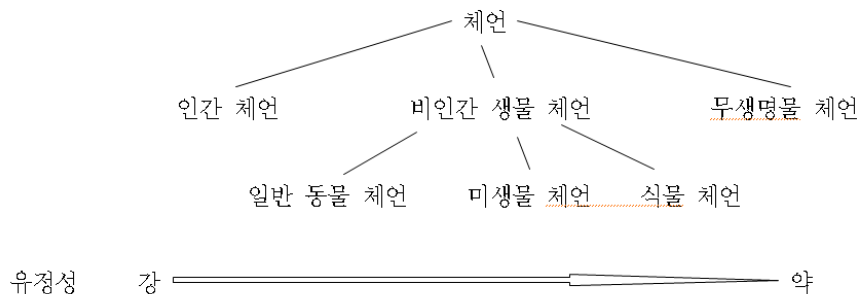 체언
인간 체언 비인간 생물 체언 무생명물 체언
일반 동물 체언 미생물 체언 식물 체언
유정성 강 약